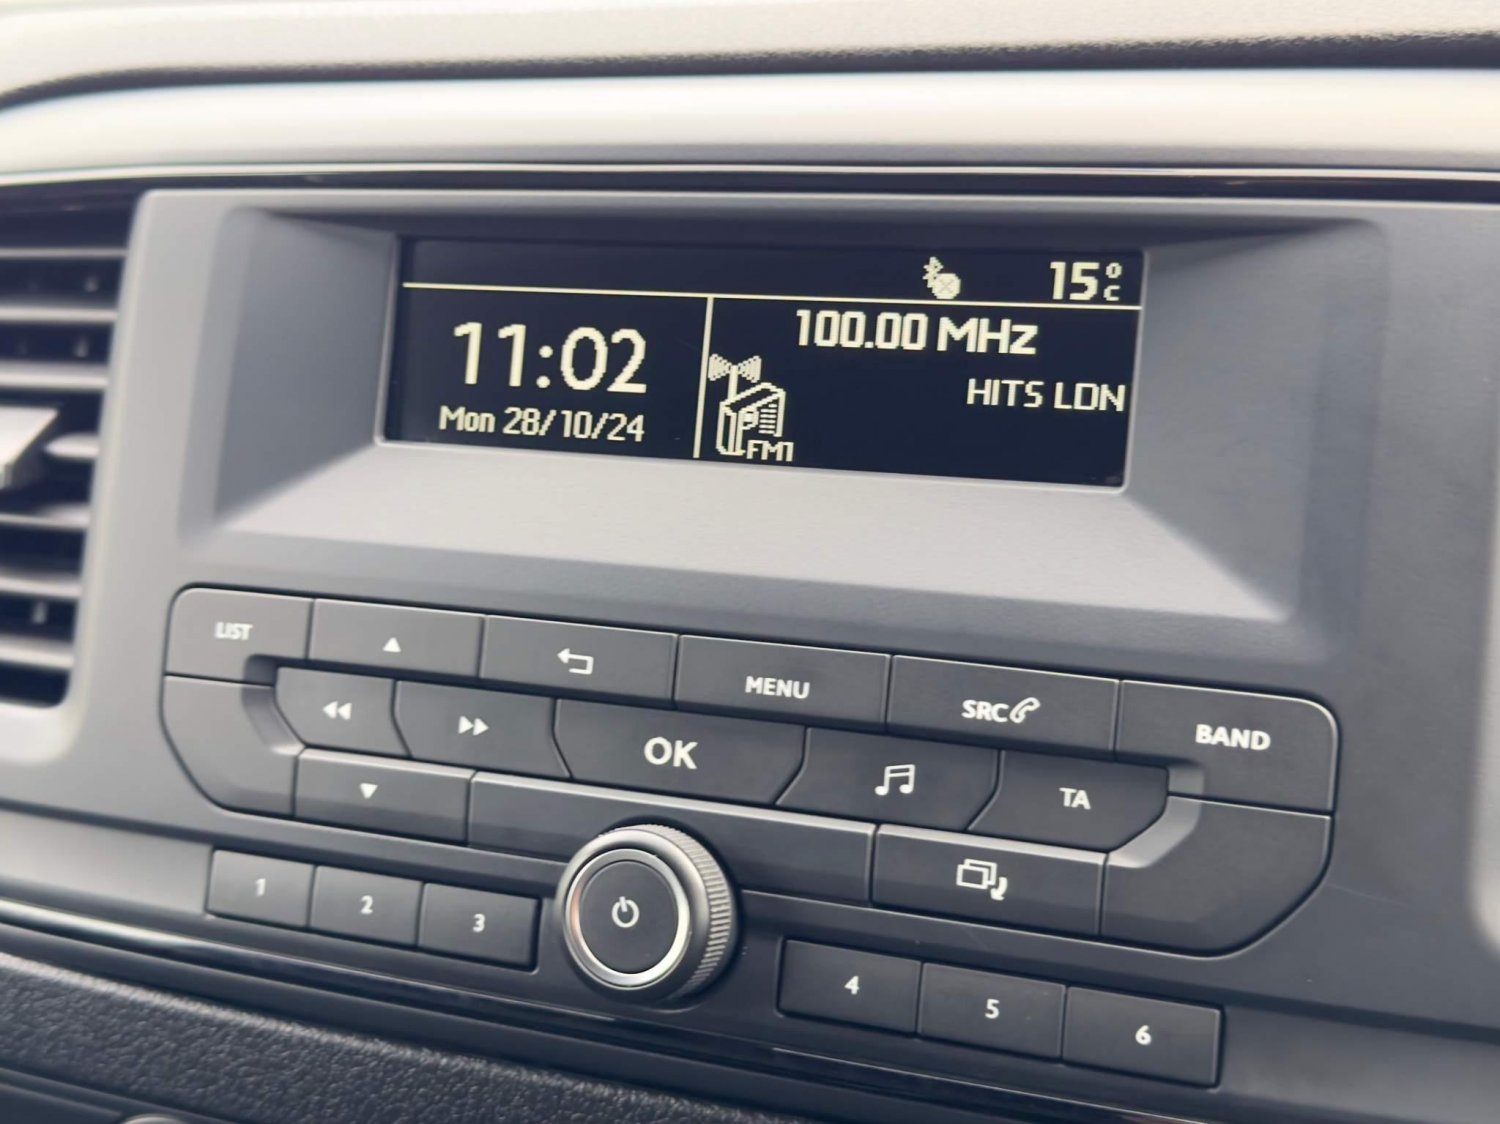 15°C
11:02
Mon 28/10/24
100.00 MHz
HITS LDN
FM1
LIST
MENU
SRC
BAND
OK
TA
1
2
3
4
5
6